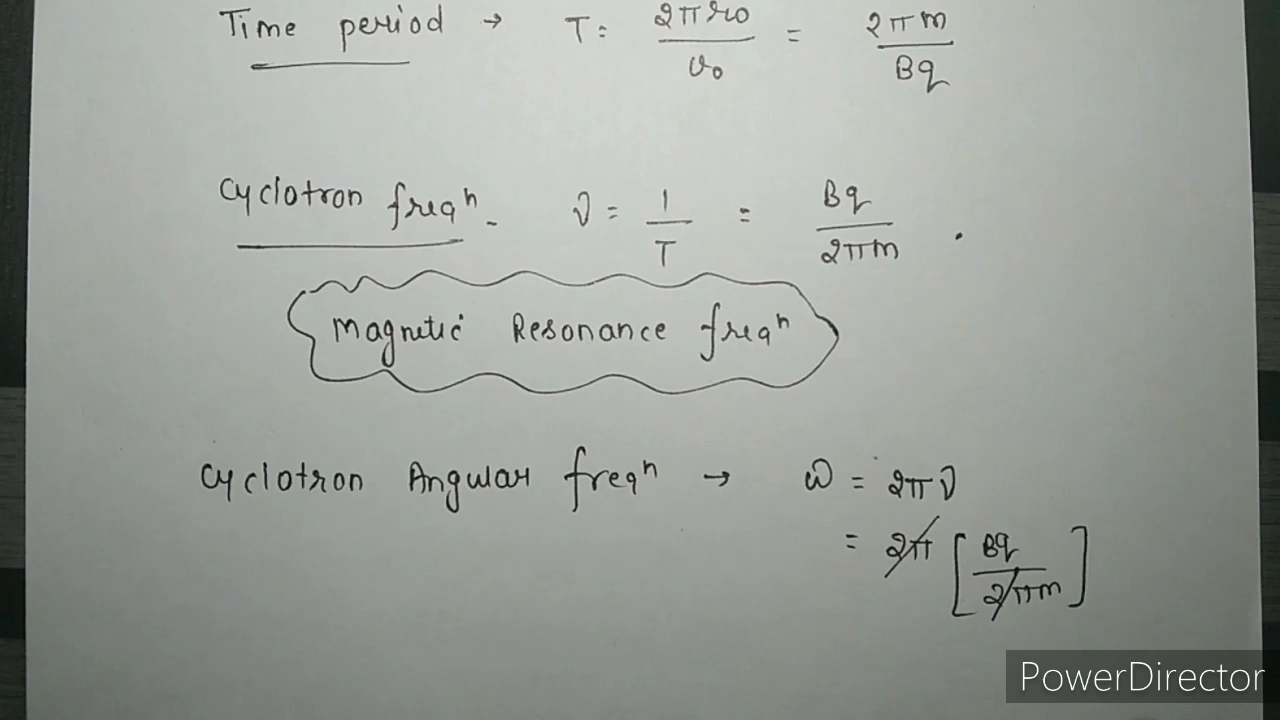 Time period → T = 2πr₀/v₀ = 2πm/Bq
Cyclotron freqⁿ. ν = 1/T = Bq/2πm .
Magnetic Resonance freqⁿ
Cyclotron Angular freqⁿ → ω = 2πν
= 2π [Bq/2πm]
PowerDirector